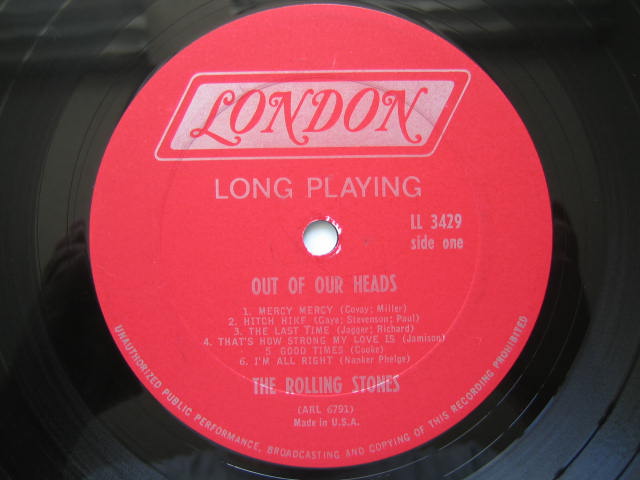 LONDON
LONG PLAYING
LL 3429
side one
OUT OF OUR HEADS
1. MERCY MERCY (Covay; Miller)
2. HITCH HIKE (Gaye; Stevenson; Paul)
3. THE LAST TIME (Jagger; Richard)
4. THAT'S HOW STRONG MY LOVE IS (Jamison)
5 GOOD TIMES (Cooke)
6. I'M ALL RIGHT (Nanker Phelge)
THE ROLLING STONES
(ARL 6791)
Made in U.S.A.
UNAUTHORIZED PUBLIC PERFORMANCE, BROADCASTING AND COPYING OF THIS RECORDING PROHIBITED